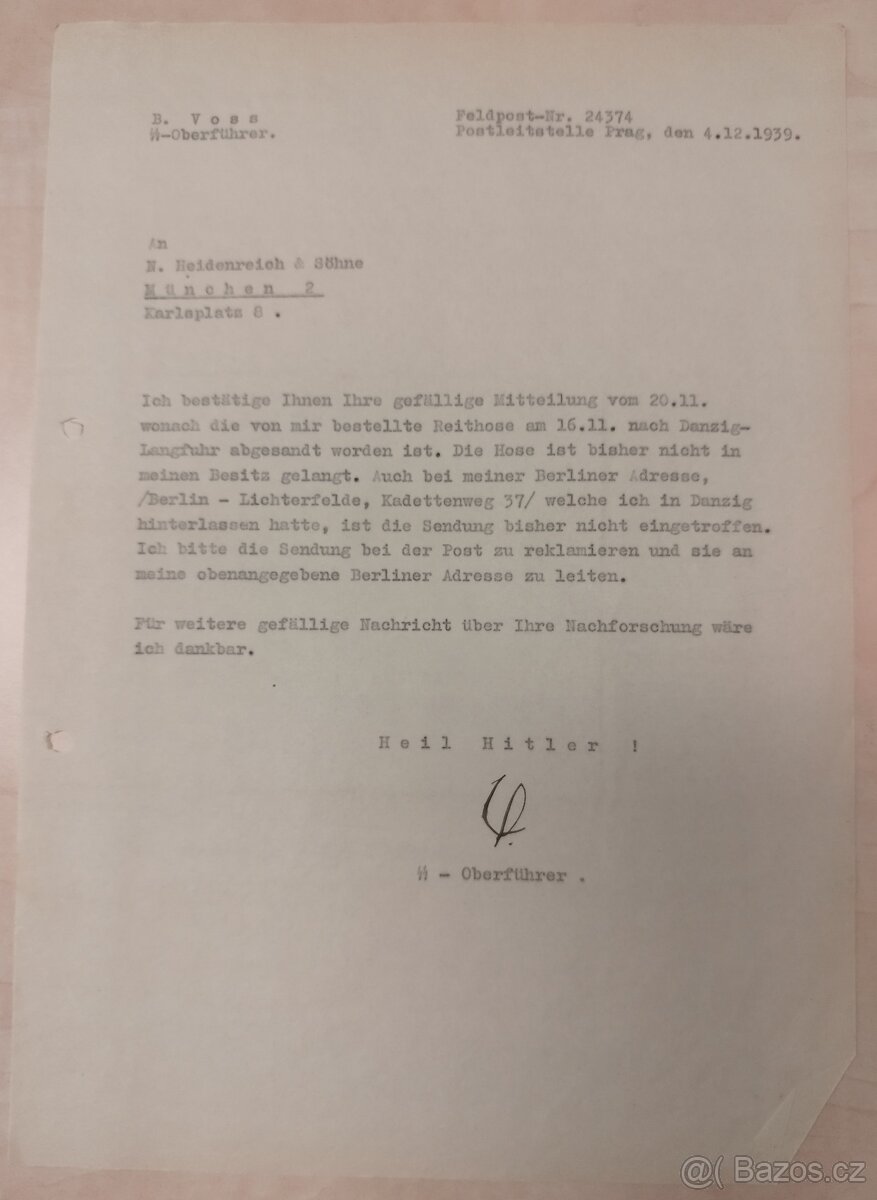 B. Voss
ᛋᛋ-Oberführer.
Feldpost-Nr. 24374
Postleitstelle Prag, den 4.12.1939.
An
N. Heidenreich & Söhne
München 2
Karlsplatz 8 .
Ich bestätige Ihnen Ihre gefällige Mitteilung vom 20.11.
wonach die von mir bestellte Reithose am 16.11. nach Danzig-
Langfuhr abgesandt worden ist. Die Hose ist bisher nicht in
meinen Besitz gelangt. Auch bei meiner Berliner Adresse,
/Berlin - Lichterfelde, Kadettenweg 37/ welche ich in Danzig
hinterlassen hatte, ist die Sendung bisher nicht eingetroffen.
Ich bitte die Sendung bei der Post zu reklamieren und sie an
meine obenangegebene Berliner Adresse zu leiten.
Für weitere gefällige Nachricht über Ihre Nachforschung wäre
ich dankbar.
Heil Hitler !
ᛋᛋ - Oberführer .
@( Bazos.cz